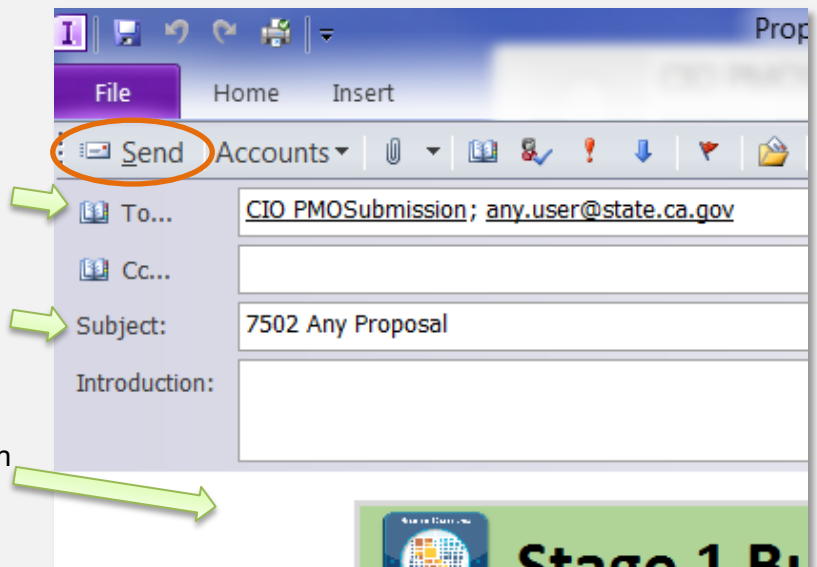 I Prop
File Home Insert
Send Accounts
To... CIO PMOSubmission; any.user@state.ca.gov
Cc...
Subject: 7502 Any Proposal
Introduction:
Stage 1